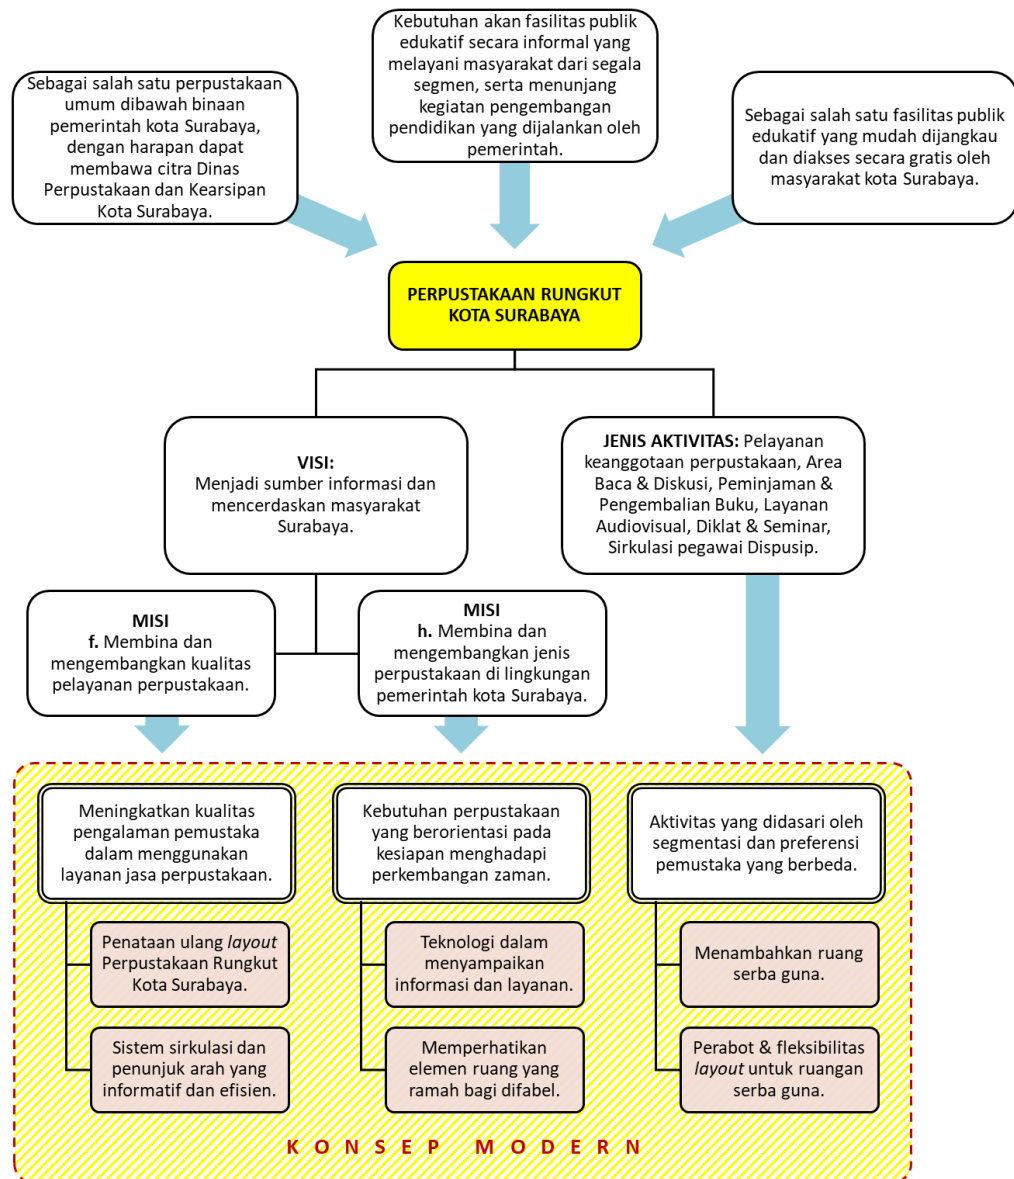 Kebutuhan akan fasilitas publik
edukatif secara informal yang
melayani masyarakat dari segala
segmen, serta menunjang
kegiatan pengembangan
pendidikan yang dijalankan oleh
pemerintah.
Sebagai salah satu perpustakaan
umum dibawah binaan
pemerintah kota Surabaya,
dengan harapan dapat
membawa citra Dinas
Perpustakaan dan Kearsipan
Kota Surabaya.
Sebagai salah satu fasilitas publik
edukatif yang mudah dijangkau
dan diakses secara gratis oleh
masyarakat kota Surabaya.
PERPUSTAKAAN RUNGKUT
KOTA SURABAYA
VISI:
Menjadi sumber informasi dan
mencerdaskan masyarakat
Surabaya.
JENIS AKTIVITAS: Pelayanan
keanggotaan perpustakaan, Area
Baca & Diskusi, Peminjaman &
Pengembalian Buku, Layanan
Audiovisual, Diklat & Seminar,
Sirkulasi pegawai Dispusip.
MISI
f. Membina dan
mengembangkan kualitas
pelayanan perpustakaan.
MISI
h. Membina dan
mengembangkan jenis
perpustakaan di lingkungan
pemerintah kota Surabaya.
Meningkatkan kualitas
pengalaman pemustaka
dalam menggunakan
layanan jasa perpustakaan.
Kebutuhan perpustakaan
yang berorientasi pada
kesiapan menghadapi
perkembangan zaman.
Aktivitas yang didasari oleh
segmentasi dan preferensi
pemustaka yang berbeda.
Penataan ulang layout
Perpustakaan Rungkut
Kota Surabaya.
Teknologi dalam
menyampaikan
informasi dan layanan.
Menambahkan ruang
serba guna.
Sistem sirkulasi dan
penunjuk arah yang
informatif dan efisien.
Memperhatikan
elemen ruang yang
ramah bagi difabel.
Perabot & fleksibilitas
layout untuk ruangan
serba guna.
KONSEP MODERN